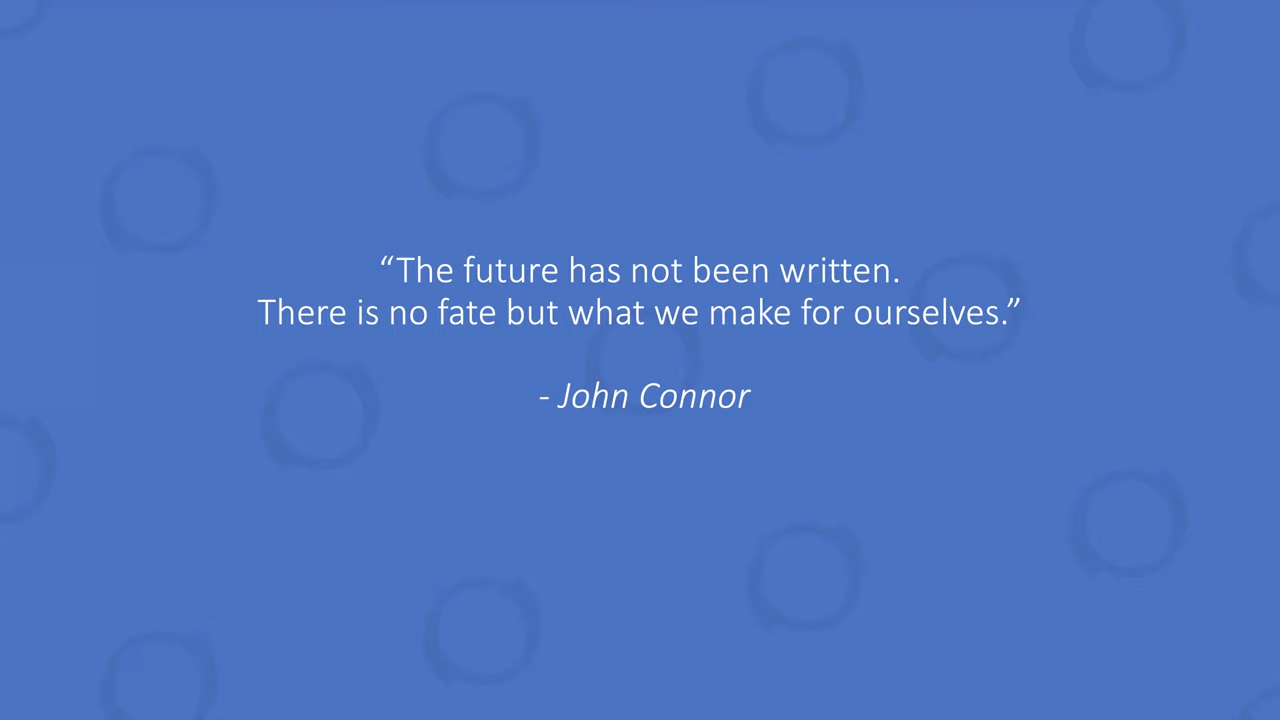 “The future has not been written.
There is no fate but what we make for ourselves.”
- John Connor